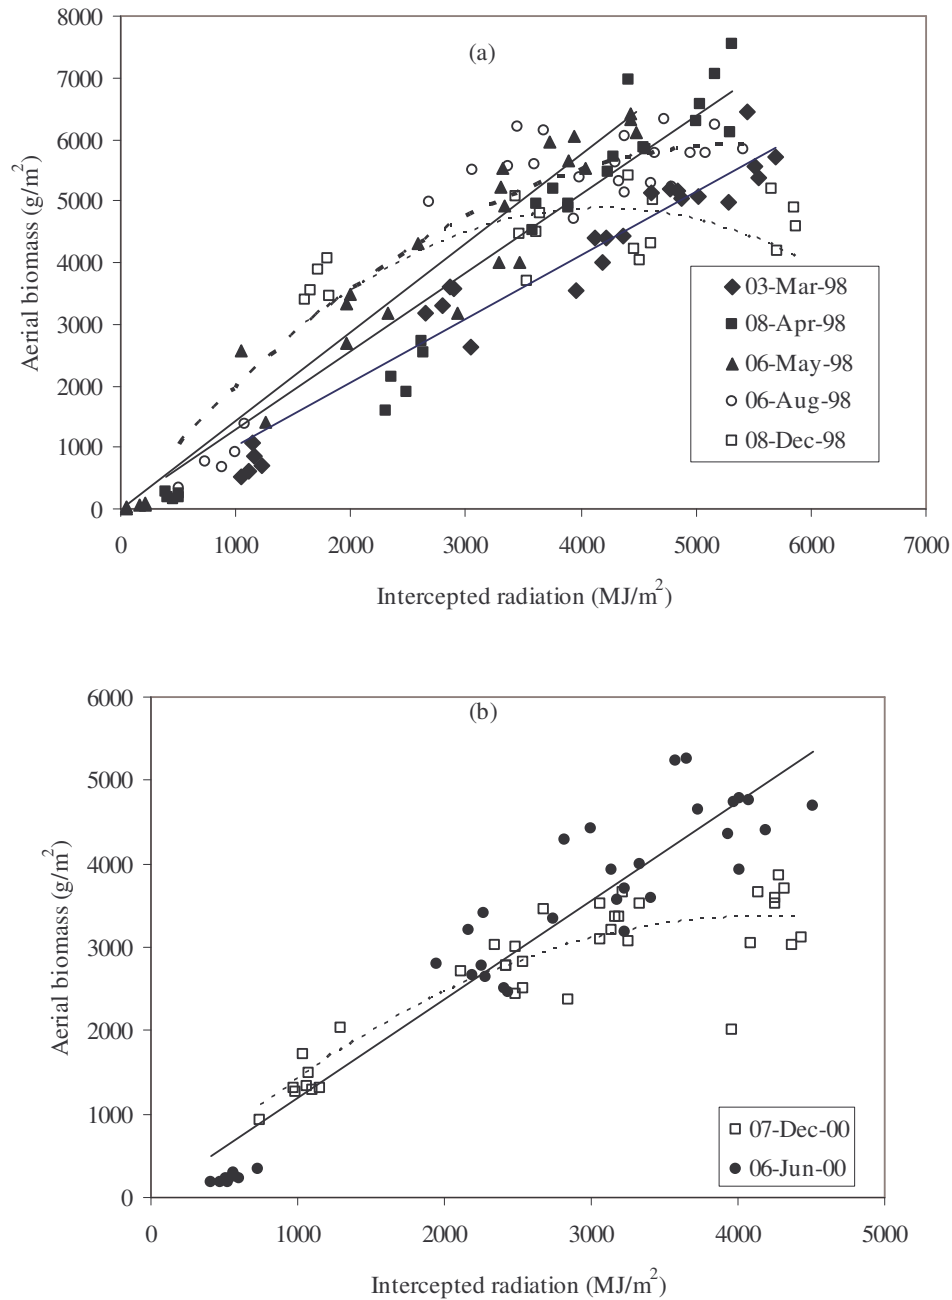 (a)
8000
7000
6000
5000
4000
3000
2000
1000
0
Aerial biomass (g/m²)
03-Mar-98
08-Apr-98
06-May-98
06-Aug-98
08-Dec-98
0 1000 2000 3000 4000 5000 6000 7000
Intercepted radiation (MJ/m²)
(b)
6000
5000
4000
3000
2000
1000
0
Aerial biomass (g/m²)
07-Dec-00
06-Jun-00
0 1000 2000 3000 4000 5000
Intercepted radiation (MJ/m²)